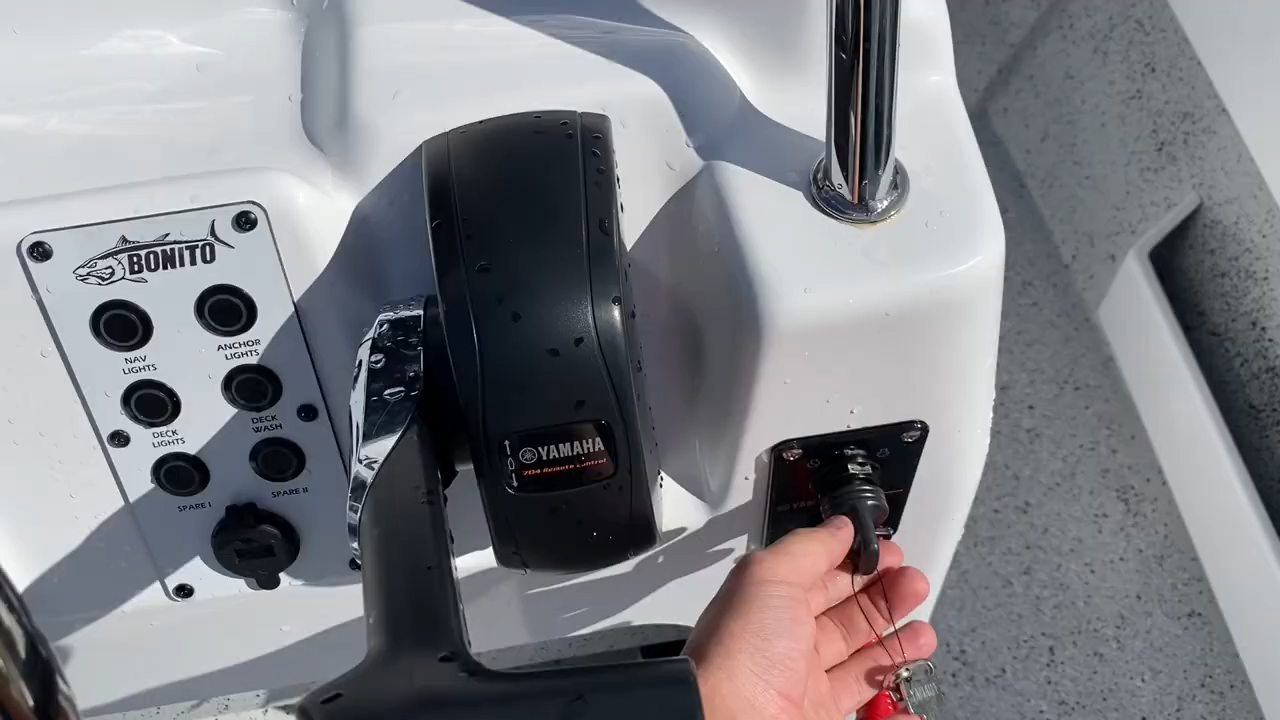 BONITO
NAV
LIGHTS
ANCHOR
LIGHTS
DECK
LIGHTS
DECK
WASH
SPARE I
SPARE II
YAMAHA
704 Remote Control